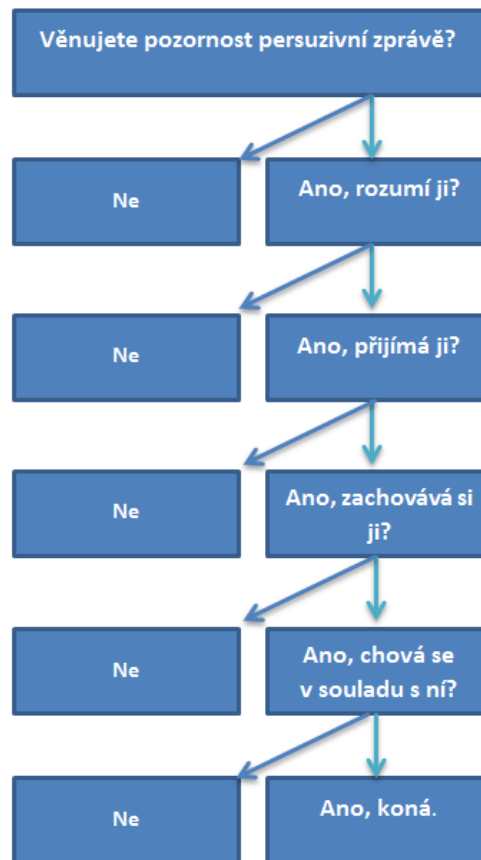 Věnujete pozornost persuzivní zprávě?
Ne
Ano, rozumí ji?
Ne
Ano, přijímá ji?
Ne
Ano, zachovává si
ji?
Ne
Ano, chová se
v souladu s ní?
Ne
Ano, koná.